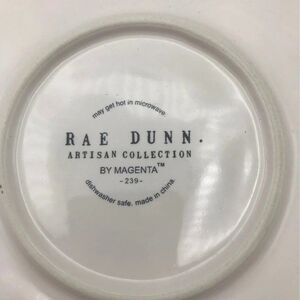 may get hot in microwave.
RAE DUNN.
ARTISAN COLLECTION
BY MAGENTA™
-239-
dishwasher safe. made in china.